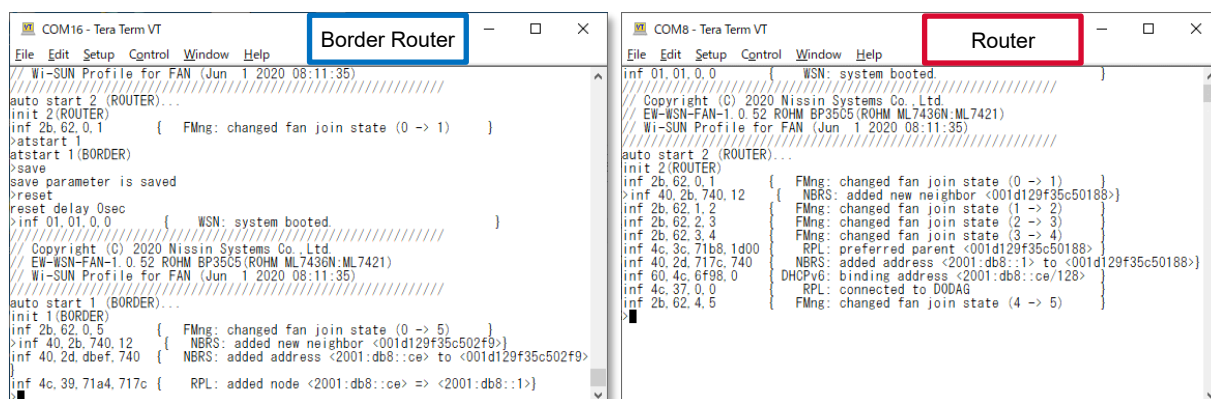 COM16 - Tera Term VT
Border Router
File Edit Setup Control Window Help
// Wi-SUN Profile for FAN (Jun  1 2020 08:11:35)
////////////////////////////////////////////////////////////
auto start 2 (ROUTER)...
init 2(ROUTER)
inf 2b,62,0,1 { FMng: changed fan join state (0 -> 1) }
>atstart 1
atstart 1(BORDER)
>save
save parameter is saved
>reset
reset delay 0sec
>inf 01,01,0,0 { WSN: system booted. }
////////////////////////////////////////////////////////////
// Copyright (C) 2020 Nissin Systems Co.,Ltd.
// EW-WSN-FAN-1.0.52 ROHM BP35C5(ROHM ML7436N:ML7421)
// Wi-SUN Profile for FAN (Jun  1 2020 08:11:35)
////////////////////////////////////////////////////////////
auto start 1 (BORDER)...
init 1(BORDER)
inf 2b,62,0,5 { FMng: changed fan join state (0 -> 5) }
>inf 40,2b,740,12 { NBRS: added new neighbor <001d129f35c502f9>}
inf 40,2d,dbef,740 { NBRS: added address <2001:db8::ce> to <001d129f35c502f9>
}
inf 4c,39,71a4,717c { RPL: added node <2001:db8::ce> => <2001:db8::1>}
>
COM8 - Tera Term VT
Router
File Edit Setup Control Window Help
inf 01,01,0,0 { WSN: system booted. }
////////////////////////////////////////////////////////////
// Copyright (C) 2020 Nissin Systems Co.,Ltd.
// EW-WSN-FAN-1.0.52 ROHM BP35C5(ROHM ML7436N:ML7421)
// Wi-SUN Profile for FAN (Jun  1 2020 08:11:35)
////////////////////////////////////////////////////////////
auto start 2 (ROUTER)...
init 2(ROUTER)
inf 2b,62,0,1 { FMng: changed fan join state (0 -> 1) }
>inf 40,2b,740,12 { NBRS: added new neighbor <001d129f35c50188>}
inf 2b,62,1,2 { FMng: changed fan join state (1 -> 2) }
inf 2b,62,2,3 { FMng: changed fan join state (2 -> 3) }
inf 2b,62,3,4 { FMng: changed fan join state (3 -> 4) }
inf 4c,3c,71b8,1d00 { RPL: preferred parent <001d129f35c50188> }
inf 40,2d,717c,740 { NBRS: added address <2001:db8::1> to <001d129f35c50188>}
inf 60,4c,6f98,0 { DHCPv6: binding address <2001:db8::ce/128> }
inf 4c,37,0,0 { RPL: connected to DODAG }
inf 2b,62,4,5 { FMng: changed fan join state (4 -> 5) }
>